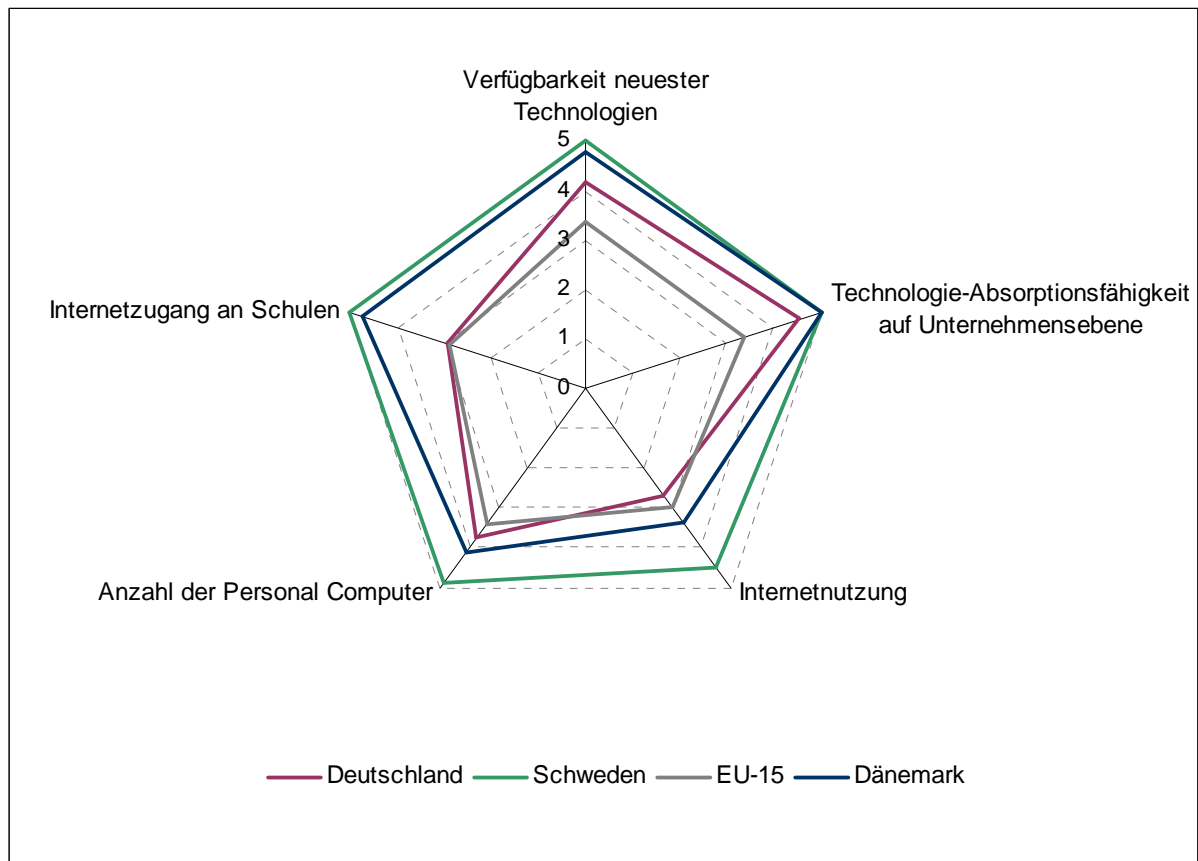 Verfügbarkeit neuester
Technologien
5
4
3
2
1
0
Technologie-Absorptionsfähigkeit
auf Unternehmensebene
Internetzugang an Schulen
Anzahl der Personal Computer
Internetnutzung
Deutschland
Schweden
EU-15
Dänemark